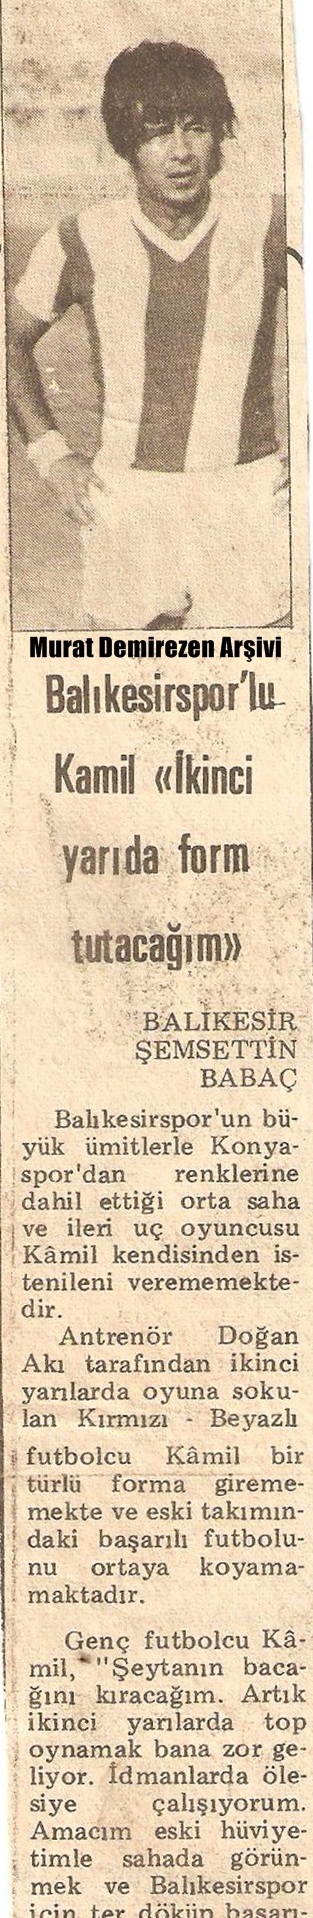 Murat Demirezen Arşivi
Balıkesirspor'lu
Kamil «İkinci
yarıda form
tutacağım»
BALIKESİR
ŞEMSETTİN
BABAÇ
Balıkesirspor'un bü-
yük ümitlerle Konya-
spor'dan renklerine
dahil ettiği orta saha
ve ileri uç oyuncusu
Kâmil kendisinden is-
tenileni verememekte-
dir.
Antrenör Doğan
Akı tarafından ikinci
yarılarda oyuna soku-
lan Kırmızı - Beyazlı
futbolcu Kâmil bir
türlü forma gireme-
mekte ve eski takımın-
daki başarılı futbolu-
nu ortaya koyama-
maktadır.
Genç futbolcu Kâ-
mil, "Şeytanın baca-
ğını kıracağım. Artık
ikinci yarılarda top
oynamak bana zor ge-
liyor. İdmanlarda öle-
siye çalışıyorum.
Amacım eski hüviye-
timle sahada görün-
mek ve Balıkesirspor
için ter döküp başarı-